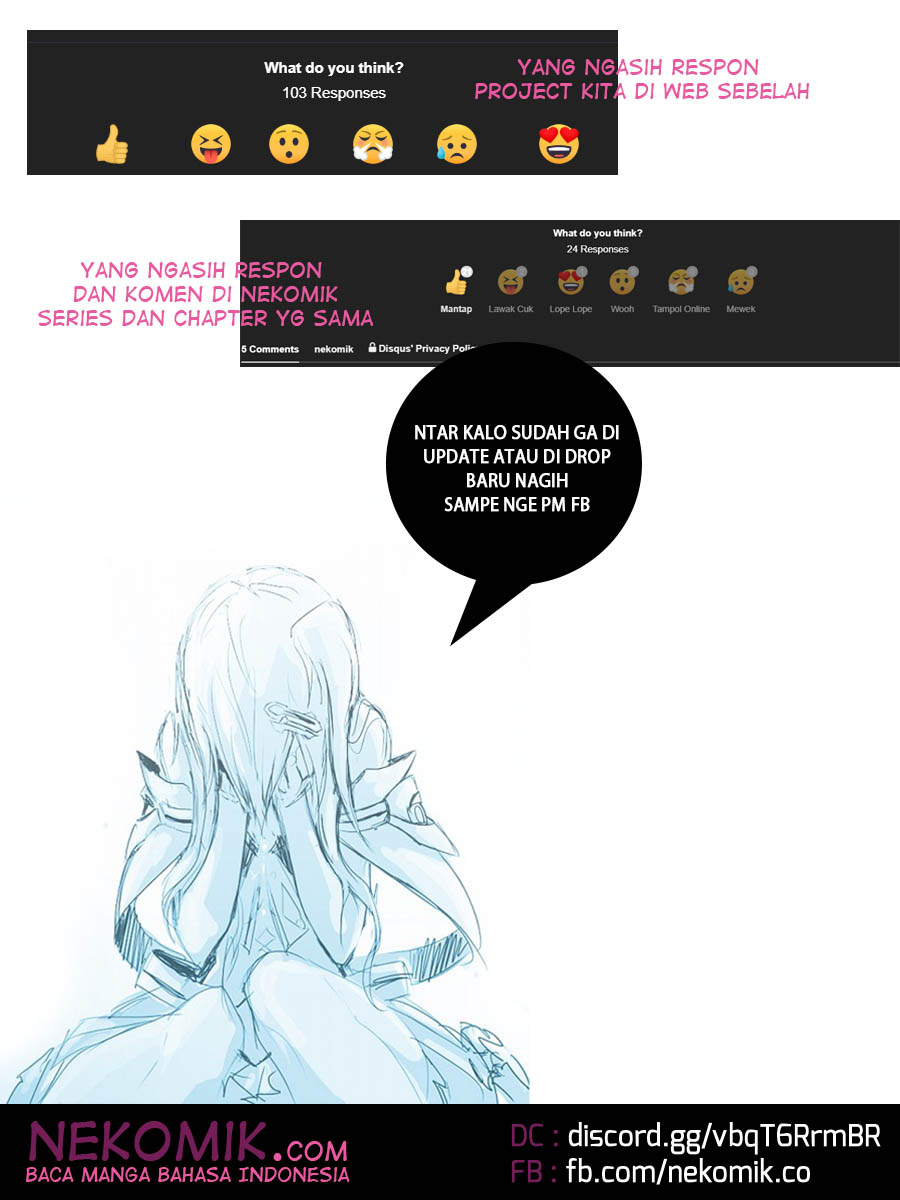 What do you think?
103 Responses
YANG NGASIH RESPON
PROJECT KITA DI WEB SEBELAH
What do you think?
24 Responses
Mantap Lawak Cuk Lope Lope Wooh Tampol Online Mewek
YANG NGASIH RESPON
DAN KOMEN DI NEKOMIK
SERIES DAN CHAPTER YG SAMA
5 Comments nekomik Disqus' Privacy
NTAR KALO SUDAH GA DI
UPDATE ATAU DI DROP
BARU NAGIH
SAMPE NGE PM FB
NEKOMIK.COM
BACA MANGA BAHASA INDONESIA
DC : discord.gg/vbqT6RrmBR
FB : fb.com/nekomik.co